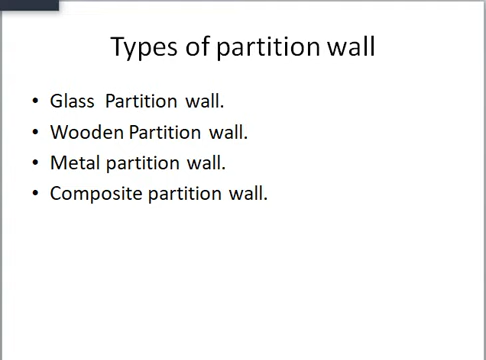 Types of partition wall
• Glass Partition wall.
• Wooden Partition wall.
• Metal partition wall.
• Composite partition wall.